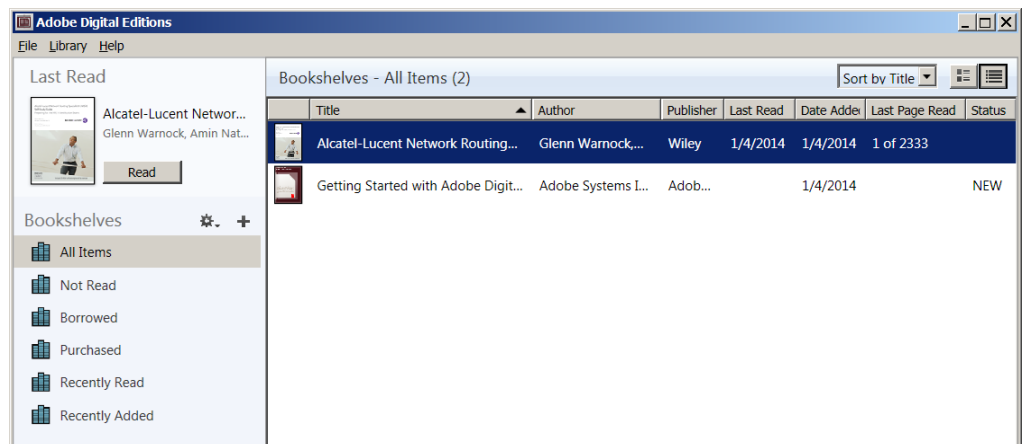 Adobe Digital Editions
File Library Help
Last Read
Alcatel-Lucent Networ...
Glenn Warnock, Amin Nat...
Read
Bookshelves
All Items
Not Read
Borrowed
Purchased
Recently Read
Recently Added
Bookshelves - All Items (2)
Sort by Title
Title Author Publisher Last Read Date Adde Last Page Read Status
Alcatel-Lucent Network Routing... Glenn Warnock,... Wiley 1/4/2014 1/4/2014 1 of 2333
Getting Started with Adobe Digit... Adobe Systems I... Adob... 1/4/2014 NEW